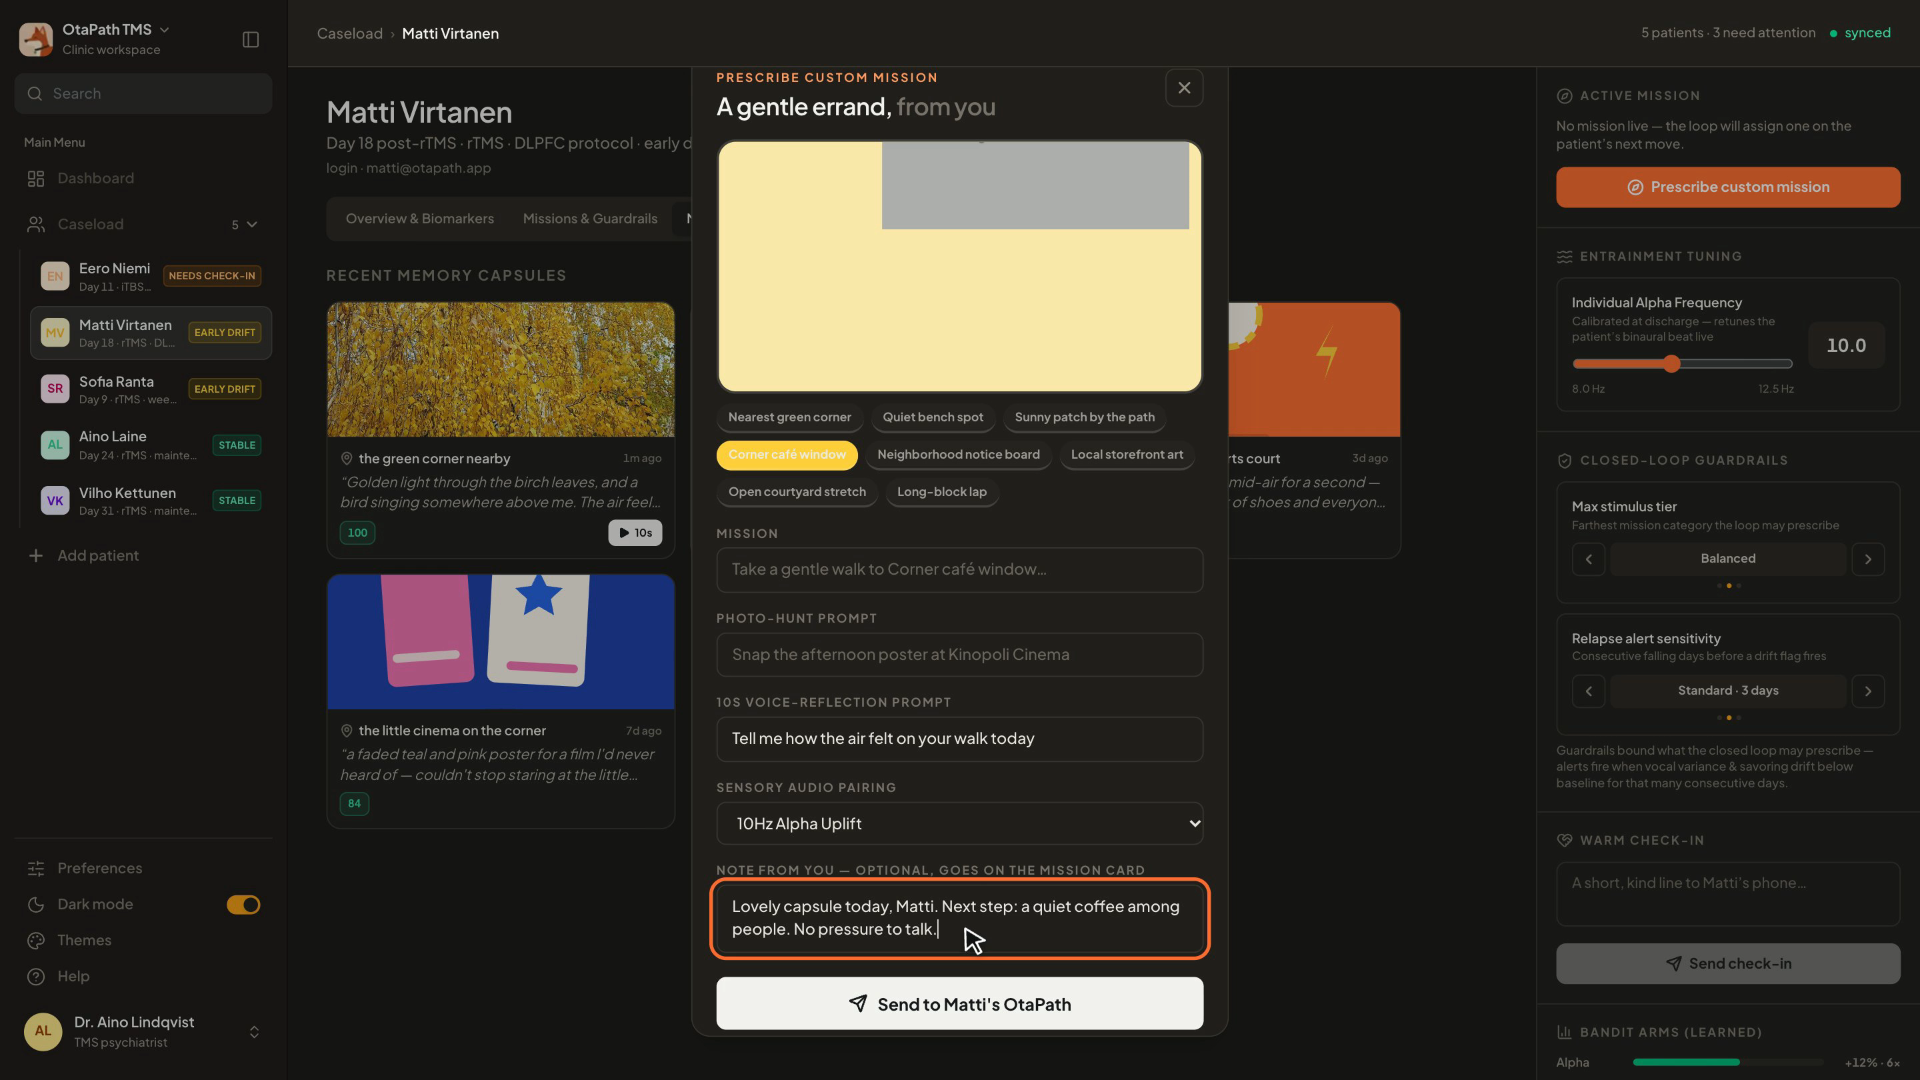 OtaPath TMS
Clinic workspace
Search
Main Menu
Dashboard
Caseload 5
EN Eero Niemi NEEDS CHECK-IN
Day 11 · iTBS...
MV Matti Virtanen EARLY DRIFT
Day 18 · rTMS · DL...
SR Sofia Ranta EARLY DRIFT
Day 9 · rTMS · wee...
AL Aino Laine STABLE
Day 24 · rTMS · mainte...
VK Vilho Kettunen STABLE
Day 31 · rTMS · mainte...
Add patient
Preferences
Dark mode
Themes
Help
AL Dr. Aino Lindqvist
TMS psychiatrist
Caseload › Matti Virtanen
5 patients · 3 need attention synced
Matti Virtanen
Day 18 post-rTMS · rTMS · DLPFC protocol · early d
login · matti@otapath.app
Overview & Biomarkers Missions & Guardrails
RECENT MEMORY CAPSULES
the green corner nearby 1m ago
“Golden light through the birch leaves, and a
bird singing somewhere above me. The air feel...
100 10s
the little cinema on the corner 7d ago
“a faded teal and pink poster for a film I'd never
heard of — couldn't stop staring at the little...
84
rts court 3d ago
mid-air for a second —
of shoes and everyon...
PRESCRIBE CUSTOM MISSION
A gentle errand, from you
Nearest green corner Quiet bench spot Sunny patch by the path
Corner café window Neighborhood notice board Local storefront art
Open courtyard stretch Long-block lap
MISSION
Take a gentle walk to Corner café window...
PHOTO-HUNT PROMPT
Snap the afternoon poster at Kinopoli Cinema
10S VOICE-REFLECTION PROMPT
Tell me how the air felt on your walk today
SENSORY AUDIO PAIRING
10Hz Alpha Uplift
NOTE FROM YOU — OPTIONAL, GOES ON THE MISSION CARD
Lovely capsule today, Matti. Next step: a quiet coffee among
people. No pressure to talk.
Send to Matti's OtaPath
ACTIVE MISSION
No mission live — the loop will assign one on the
patient's next move.
Prescribe custom mission
ENTRAINMENT TUNING
Individual Alpha Frequency
Calibrated at discharge — retunes the
patient's binaural beat live
10.0
8.0 Hz 12.5 Hz
CLOSED-LOOP GUARDRAILS
Max stimulus tier
Farthest mission category the loop may prescribe
Balanced
Relapse alert sensitivity
Consecutive falling days before a drift flag fires
Standard · 3 days
Guardrails bound what the closed loop may prescribe —
alerts fire when vocal variance & savoring drift below
baseline for that many consecutive days.
WARM CHECK-IN
A short, kind line to Matti's phone...
Send check-in
BANDIT ARMS (LEARNED)
Alpha +12% · 6×